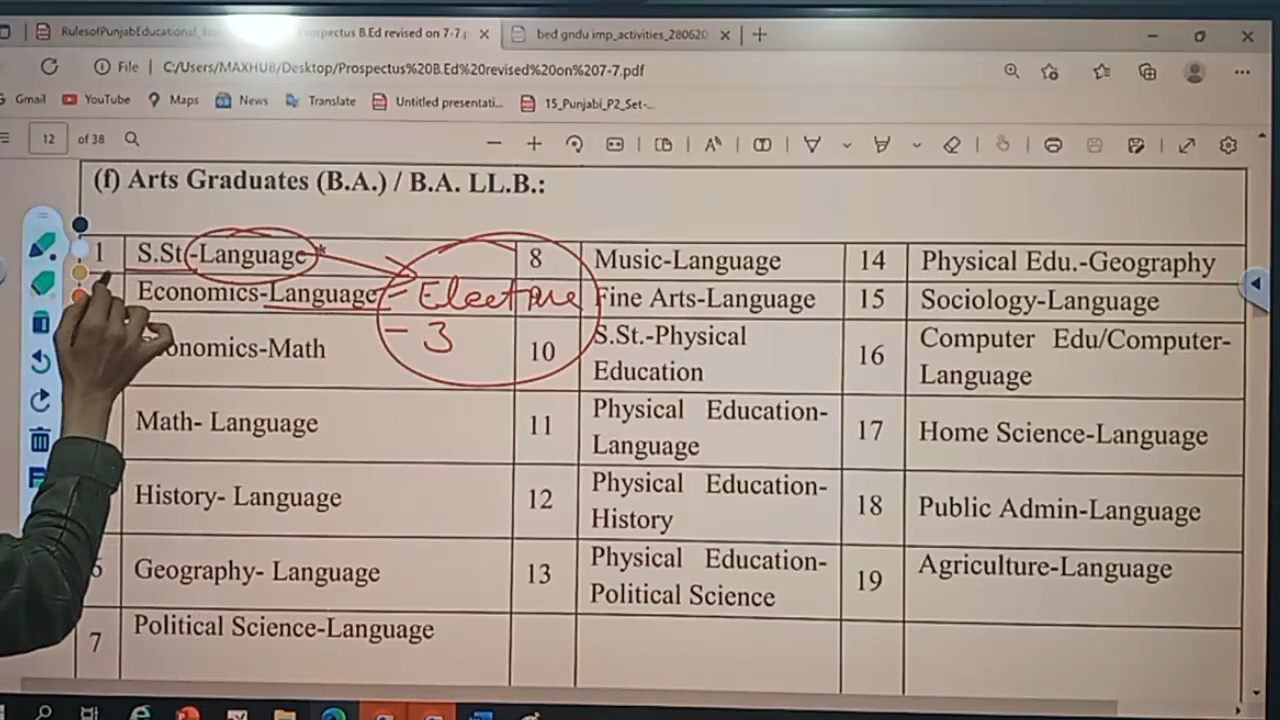 RulesofPunjabEducational_
rospectus B.Ed revised on 7-7.
bed gndu imp_activities_280620
File | C:/Users/MAXHUB/Desktop/Prospectus%20B.Ed%20revised%20on%207-7.pdf
Gmail YouTube Maps News Translate Untitled presentati... 15_Punjabi_P2_Set-...
12 of 38
(f) Arts Graduates (B.A.) / B.A. LL.B.:
1 S.St.-Language *
8 Music-Language
14 Physical Edu.-Geography
Economics-Language
Fine Arts-Language
15 Sociology-Language
- Elective
- 3
onomics-Math
10 S.St.-Physical
Education
16 Computer Edu/Computer-
Language
Math- Language
11 Physical Education-
Language
17 Home Science-Language
History- Language
12 Physical Education-
History
18 Public Admin-Language
6 Geography- Language
13 Physical Education-
Political Science
19 Agriculture-Language
7 Political Science-Language